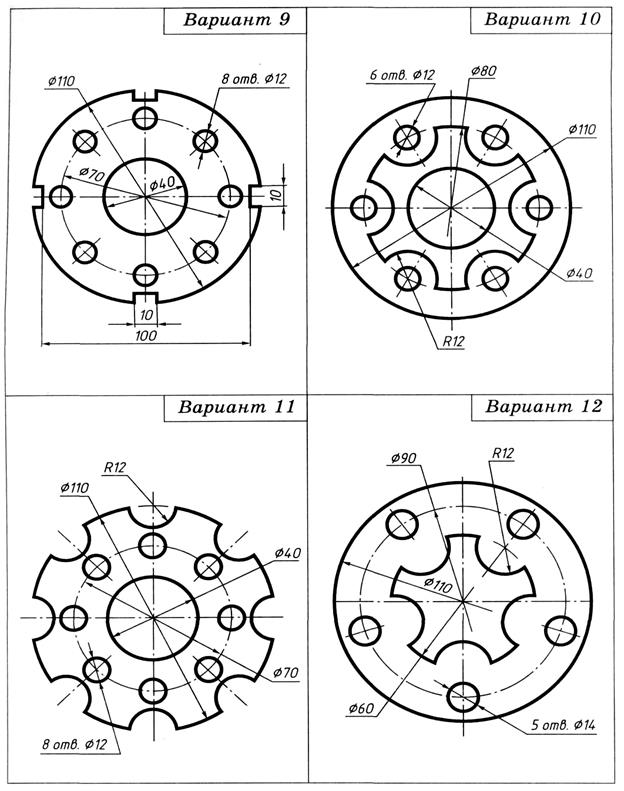 Вариант 9
Ø110
8 отв. Ø12
Ø70
Ø40
10
10
100
Вариант 10
6 отв. Ø12
Ø80
Ø110
Ø40
R12
Вариант 11
R12
Ø110
Ø40
Ø70
8 отв. Ø12
Вариант 12
Ø90
R12
Ø110
Ø60
5 отв. Ø14